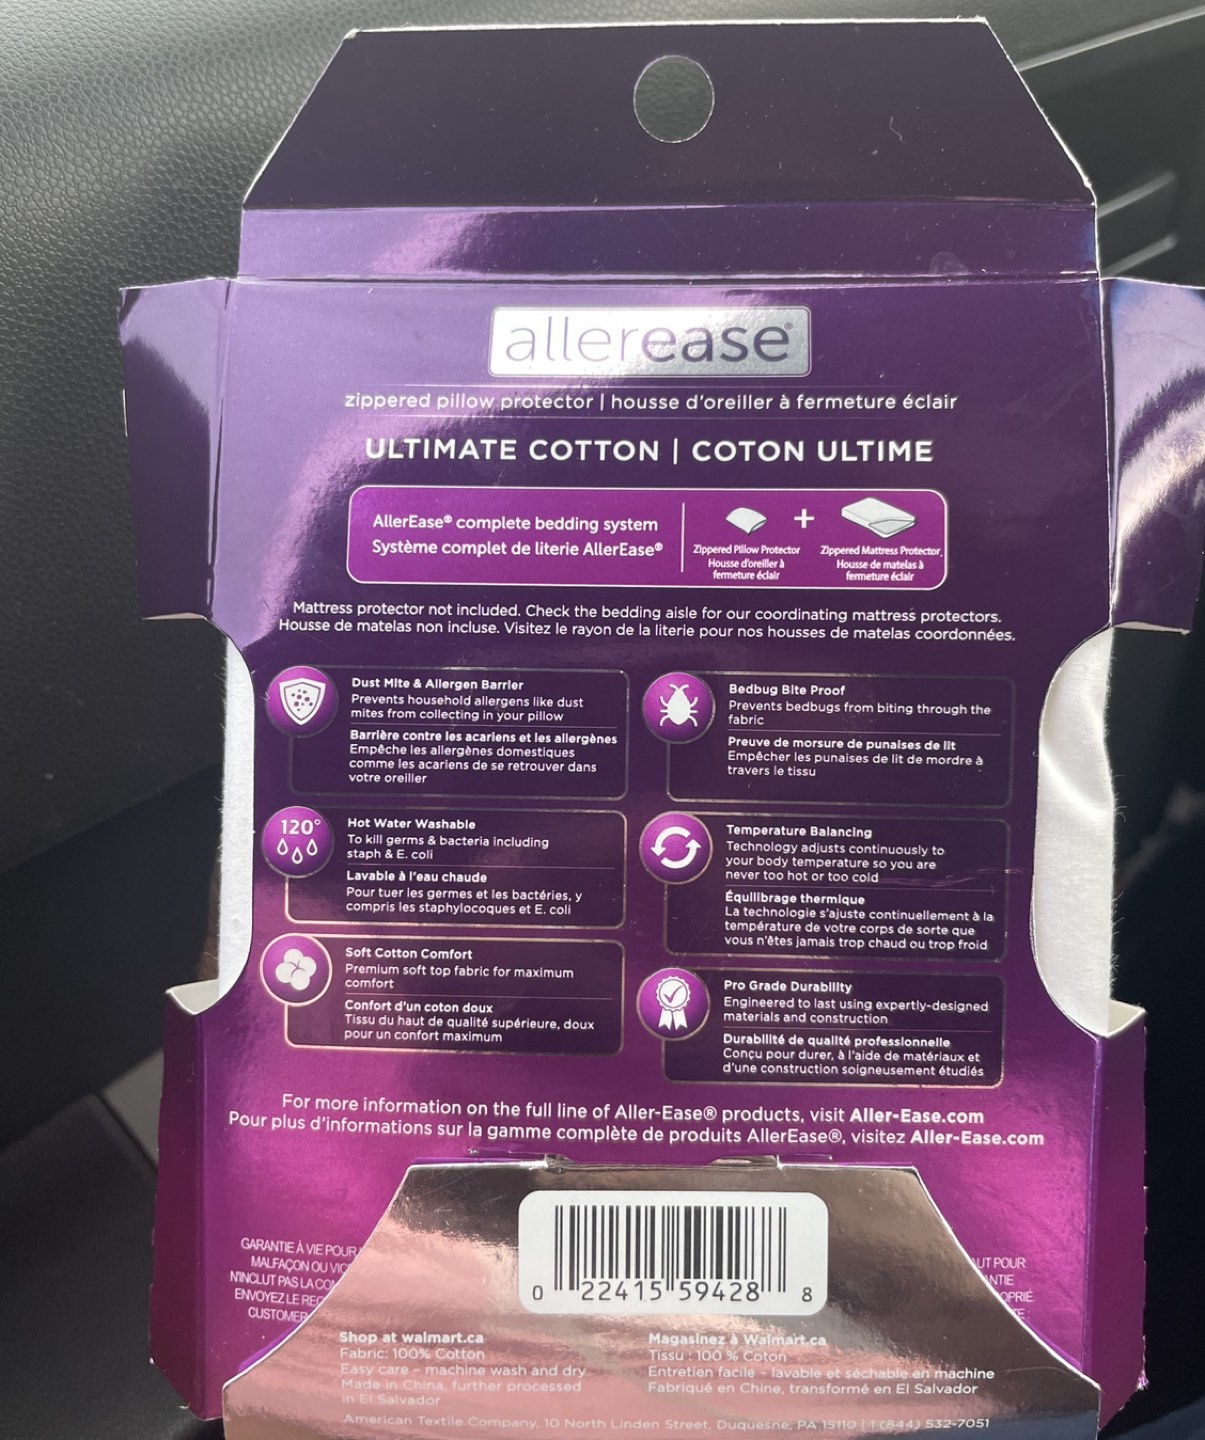 allerease®
zippered pillow protector | housse d'oreiller à fermeture éclair
ULTIMATE COTTON | COTON ULTIME
AllerEase® complete bedding system
Système complet de literie AllerEase®
+
Zippered Pillow Protector
Housse d'oreiller à
fermeture éclair
Zippered Mattress Protector,
Housse de matelas à
fermeture éclair
Mattress protector not included. Check the bedding aisle for our coordinating mattress protectors.
Housse de matelas non incluse. Visitez le rayon de la literie pour nos housses de matelas coordonnées.
Dust Mite & Allergen Barrier
Prevents household allergens like dust
mites from collecting in your pillow
Barrière contre les acariens et les allergènes
Empêche les allergènes domestiques
comme les acariens de se retrouver dans
votre oreiller
Bedbug Bite Proof
Prevents bedbugs from biting through the
fabric
Preuve de morsure de punaises de lit
Empêcher les punaises de lit de mordre à
travers le tissu
120°
Hot Water Washable
To kill germs & bacteria including
staph & E. coli
Lavable à l'eau chaude
Pour tuer les germes et les bactéries, y
compris les staphylocoques et E. coli
Temperature Balancing
Technology adjusts continuously to
your body temperature so you are
never too hot or too cold
Équilibrage thermique
La technologie s'ajuste continuellement à la
température de votre corps de sorte que
vous n'êtes jamais trop chaud ou trop froid
Soft Cotton Comfort
Premium soft top fabric for maximum
comfort
Confort d'un coton doux
Tissu du haut de qualité supérieure, doux
pour un confort maximum
Pro Grade Durability
Engineered to last using expertly-designed
materials and construction
Durabilité de qualité professionnelle
Conçu pour durer, à l'aide de matériaux et
d'une construction soigneusement étudiés
For more information on the full line of Aller-Ease® products, visit Aller-Ease.com
Pour plus d'informations sur la gamme complète de produits AllerEase®, visitez Aller-Ease.com
GARANTIE À VIE POUR
MALFAÇON OU
N'INCLUT PAS LA
ENVOYEZ LE
CUSTOMER
POUR
0 22415 59428 8
Shop at walmart.ca
Fabric: 100% Cotton
Easy care - machine wash and dry
Made in China, further processed
in El Salvador
Magasinez à Walmart.ca
Tissu : 100 % Coton
Entretien facile - lavable et séchable en machine
Fabriqué en Chine, transformé en El Salvador
American Textile Company, 10 North Linden Street, Duquesne, PA 15110 | 1 (844) 532-7051